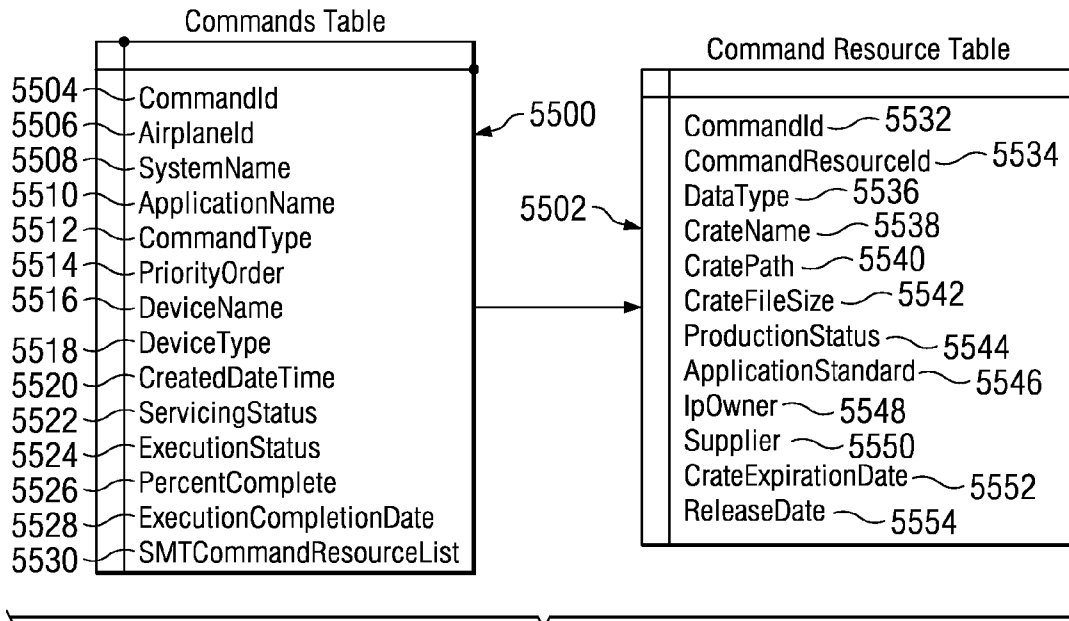 Commands Table
5504 CommandId
5506 AirplaneId
5508 SystemName
5510 ApplicationName
5512 CommandType
5514 PriorityOrder
5516 DeviceName
5518 DeviceType
5520 CreatedDateTime
5522 ServicingStatus
5524 ExecutionStatus
5526 PercentComplete
5528 ExecutionCompletionDate
5530 SMTCommandResourceList
5500
5502
Command Resource Table
CommandId 5532
CommandResourceId 5534
DataType 5536
CrateName 5538
CratePath 5540
CrateFileSize 5542
ProductionStatus 5544
ApplicationStandard 5546
IpOwner 5548
Supplier 5550
CrateExpirationDate 5552
ReleaseDate 5554